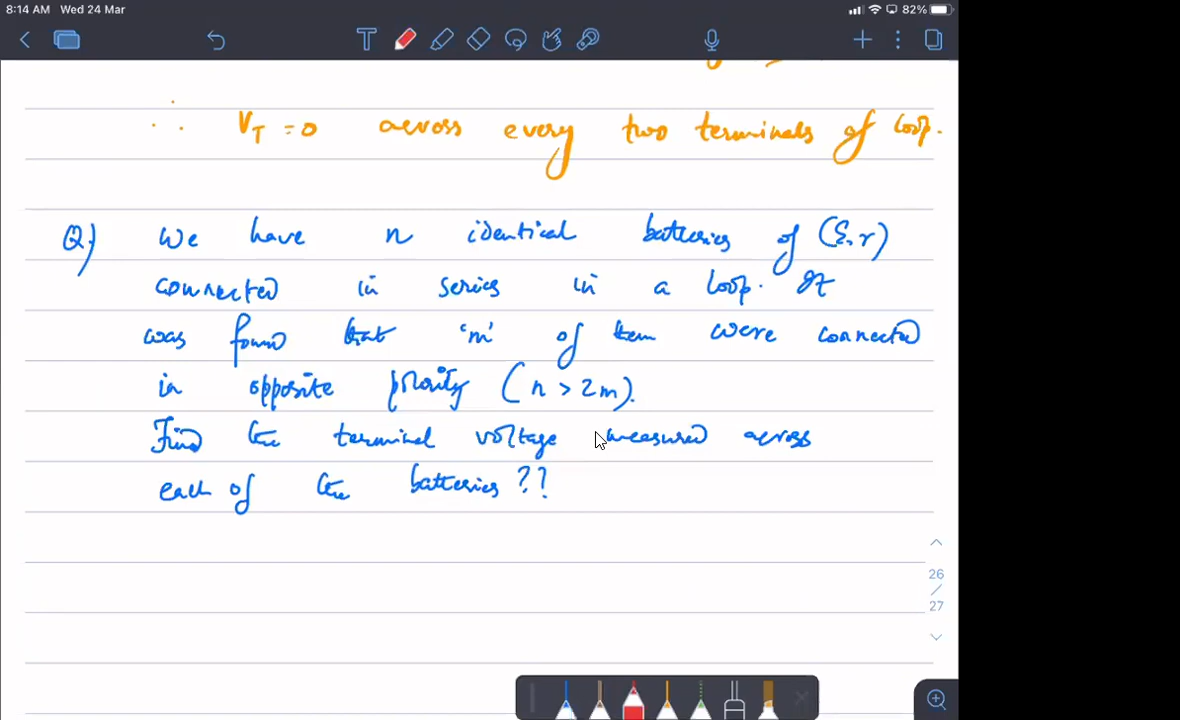 8:14 AM Wed 24 Mar
82%
∴ V_T = 0 across every two terminals of loop.
Q) We have n identical batteries of (ξ, r)
connected in series in a loop. It
was found that 'm' of them were connected
in opposite polarity (n > 2m).
Find the terminal voltage measured across
each of the batteries ??
26
/
27